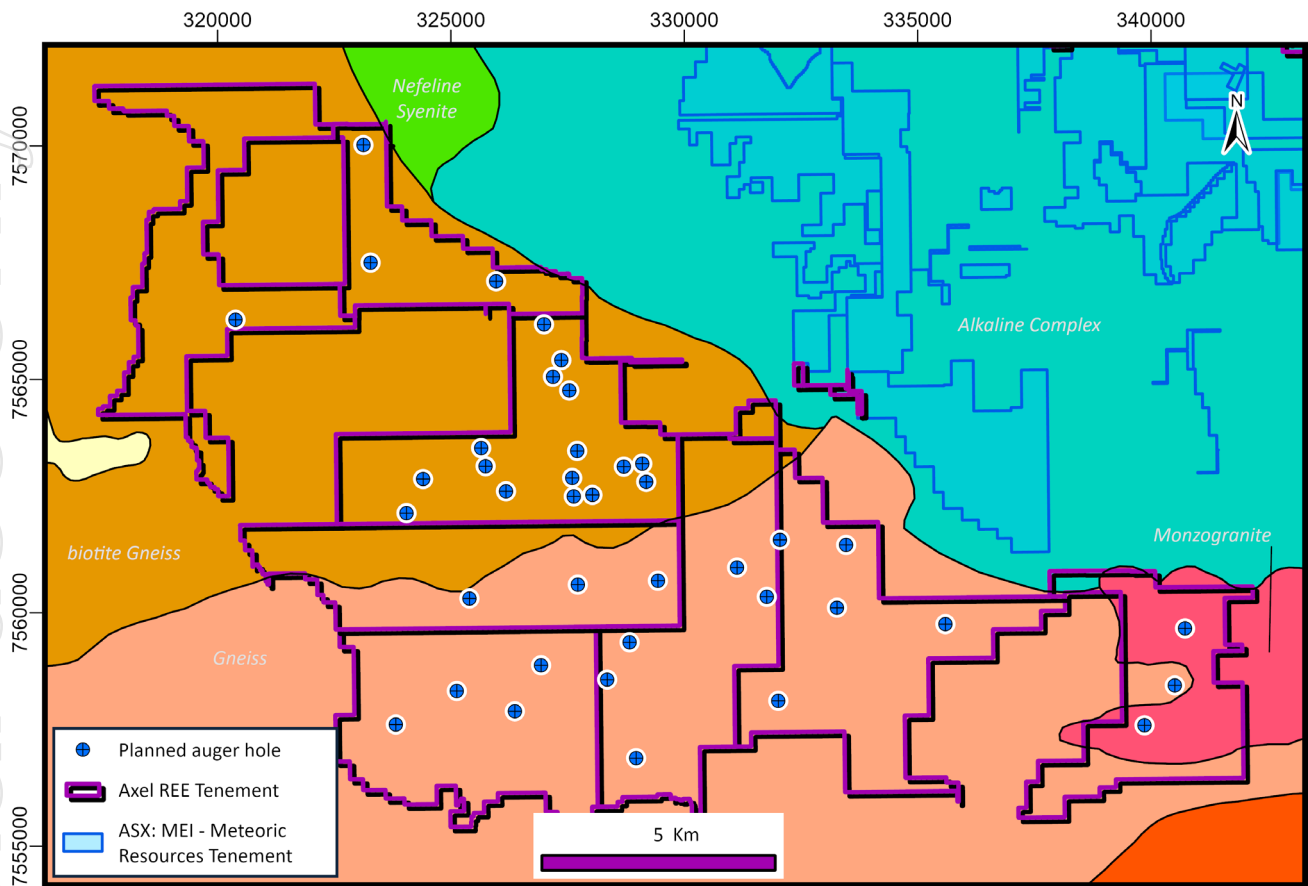 320000
325000
330000
335000
340000
7570000
7565000
7560000
7555000
Nefeline
Syenite
N
Alkaline Complex
Monzogranite
biotite Gneiss
Gneiss
Planned auger hole
Axel REE Tenement
ASX: MEI - Meteoric
Resources Tenement
5 Km